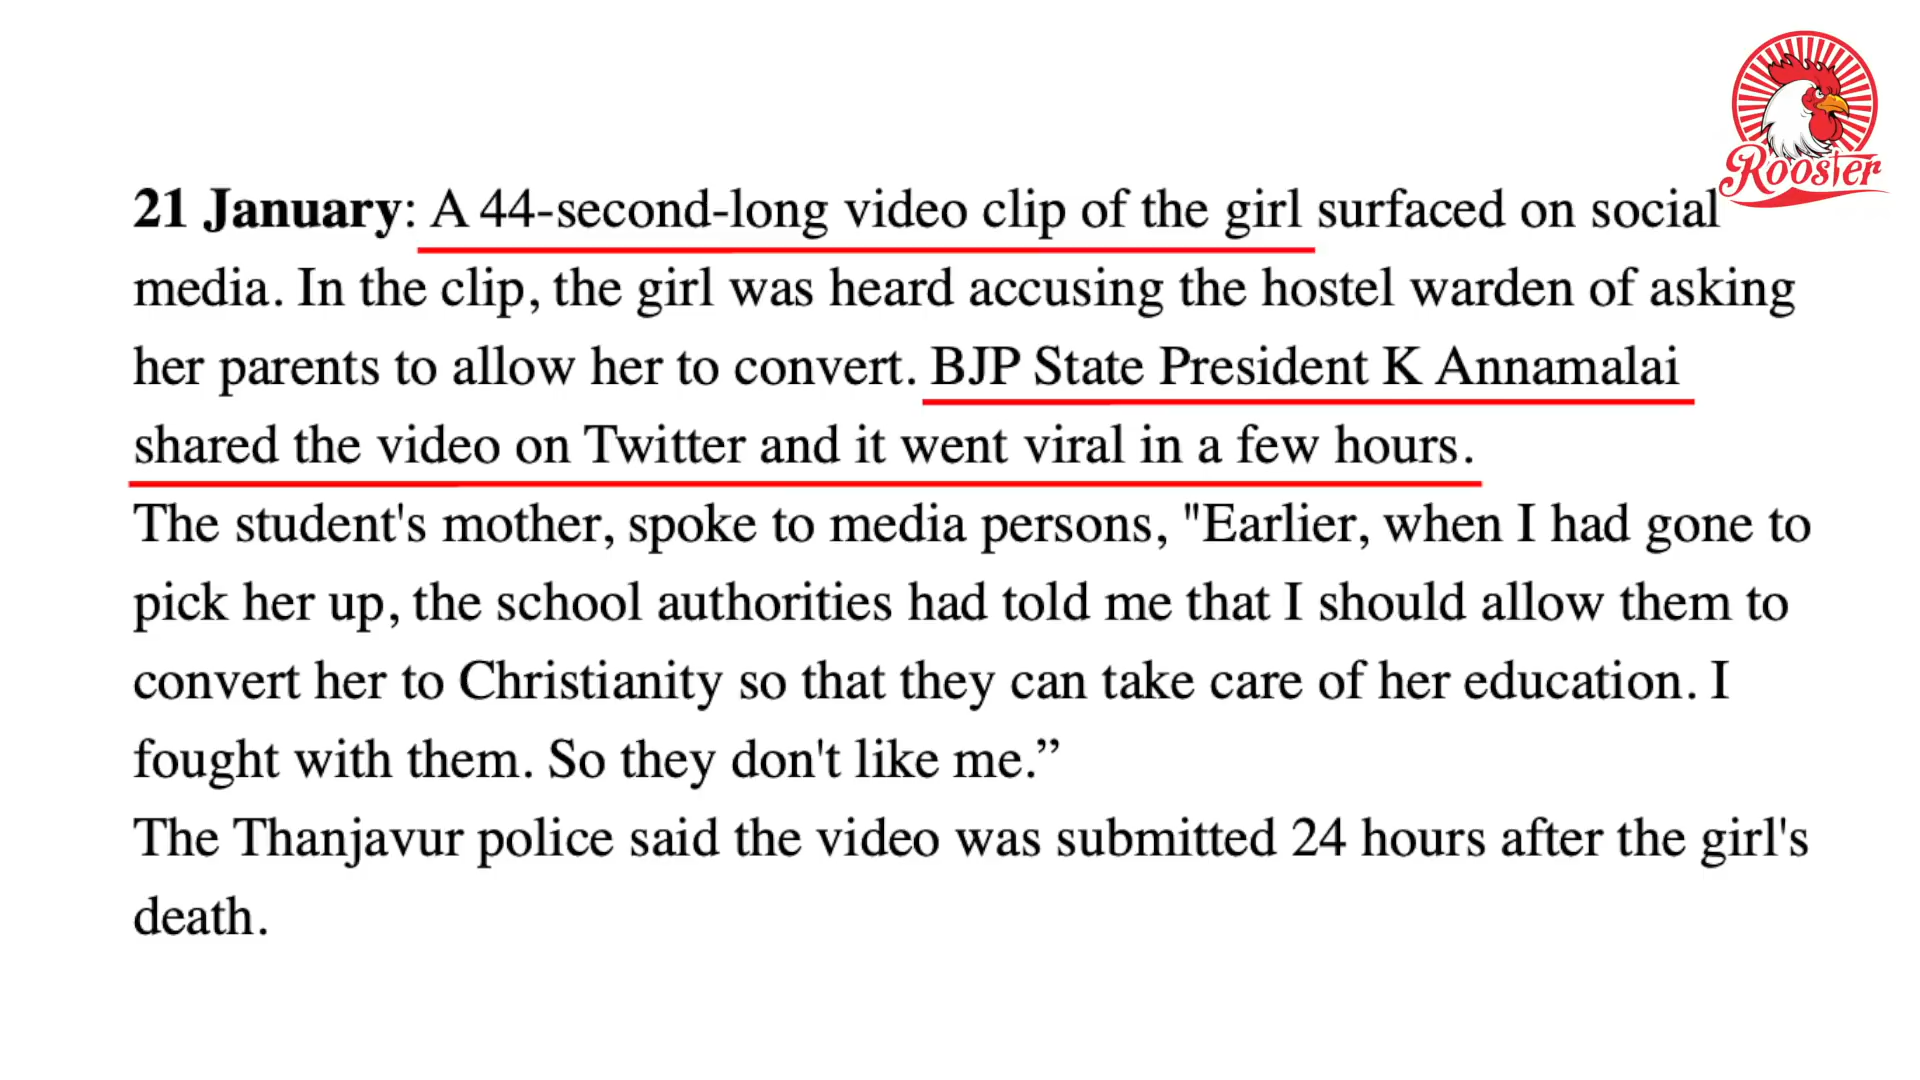 Rooster
21 January: A 44-second-long video clip of the girl surfaced on social
media. In the clip, the girl was heard accusing the hostel warden of asking
her parents to allow her to convert. BJP State President K Annamalai
shared the video on Twitter and it went viral in a few hours.
The student's mother, spoke to media persons, "Earlier, when I had gone to
pick her up, the school authorities had told me that I should allow them to
convert her to Christianity so that they can take care of her education. I
fought with them. So they don't like me.”
The Thanjavur police said the video was submitted 24 hours after the girl's
death.